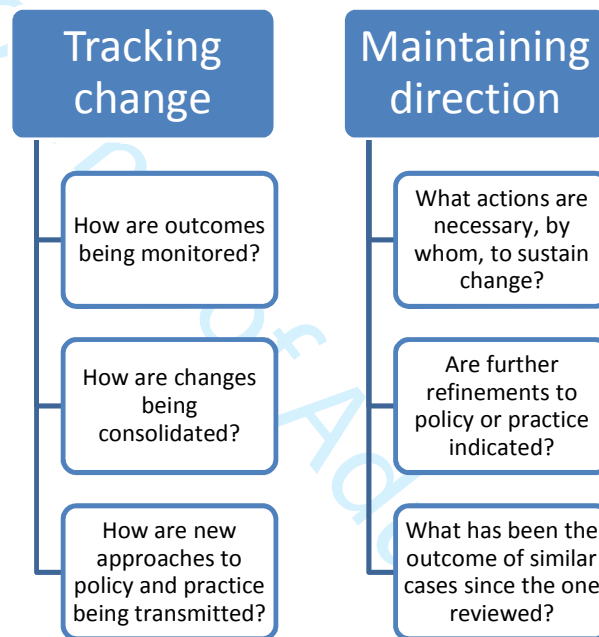 Tracking
change
How are outcomes
being monitored?
How are changes
being
consolidated?
How are new
approaches to
policy and practice
being transmitted?
Maintaining
direction
What actions are
necessary, by
whom, to sustain
change?
Are further
refinements to
policy or practice
indicated?
What has been the
outcome of similar
cases since the one
reviewed?